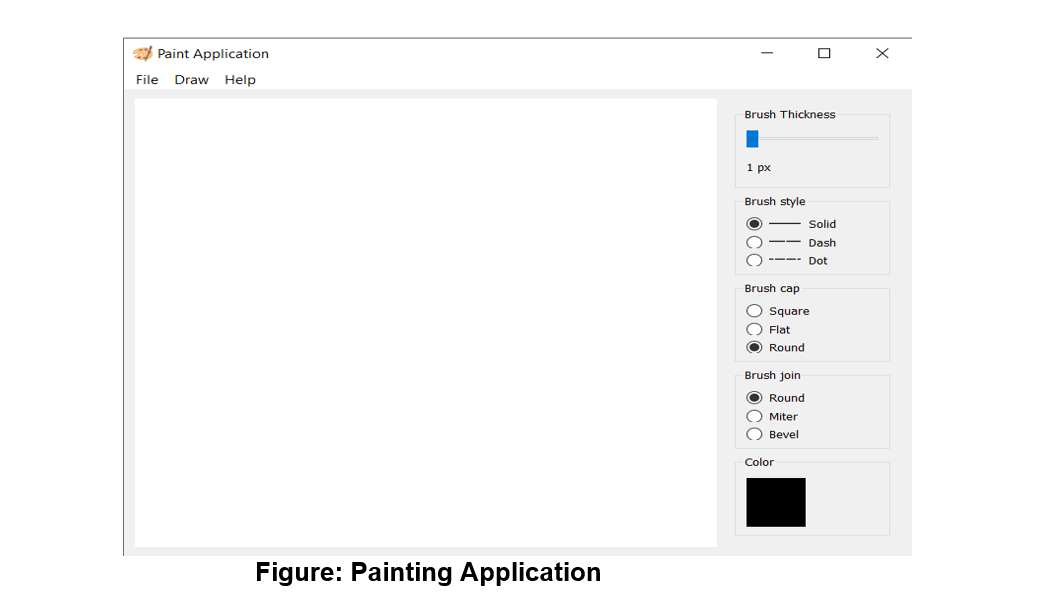 Paint Application
File Draw Help
Brush Thickness
1 px
Brush style
Solid
Dash
Dot
Brush cap
Square
Flat
Round
Brush join
Round
Miter
Bevel
Color
Figure: Painting Application